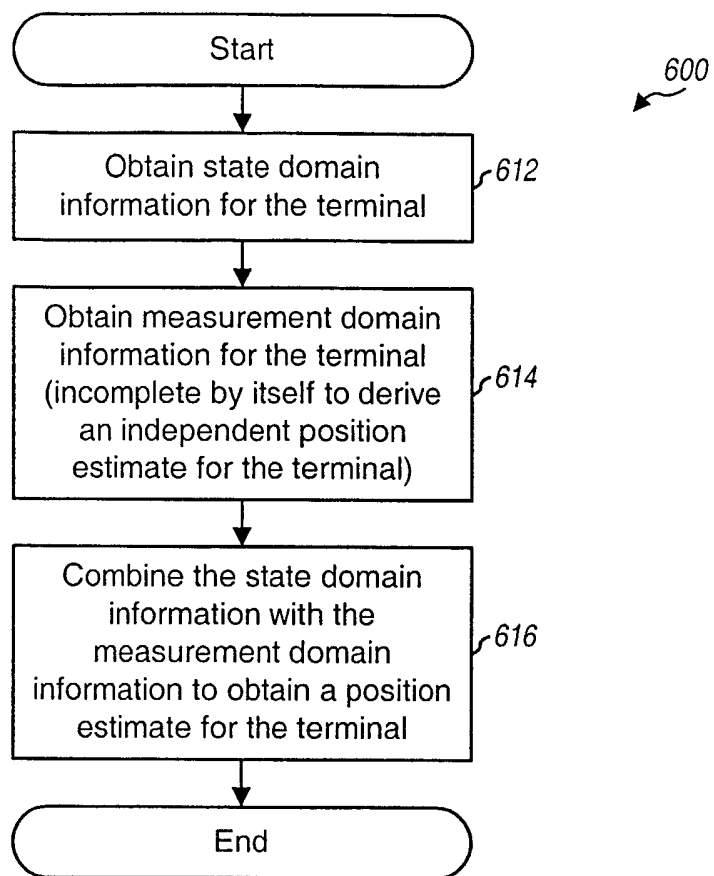 Start
600
Obtain state domain
information for the terminal
612
Obtain measurement domain
information for the terminal
(incomplete by itself to derive
an independent position
estimate for the terminal)
614
Combine the state domain
information with the
measurement domain
information to obtain a position
estimate for the terminal
616
End